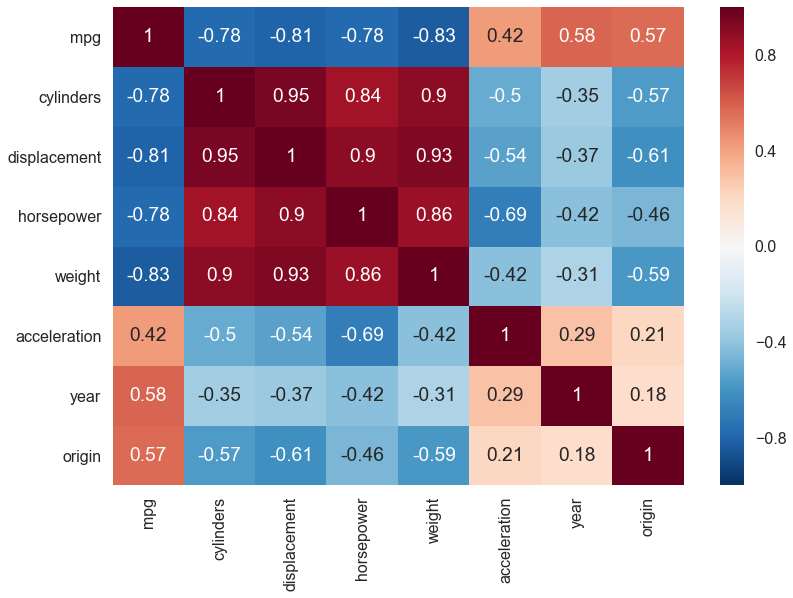 mpg 1 -0.78 -0.81 -0.78 -0.83 0.42 0.58 0.57
cylinders -0.78 1 0.95 0.84 0.9 -0.5 -0.35 -0.57
displacement -0.81 0.95 1 0.9 0.93 -0.54 -0.37 -0.61
horsepower -0.78 0.84 0.9 1 0.86 -0.69 -0.42 -0.46
weight -0.83 0.9 0.93 0.86 1 -0.42 -0.31 -0.59
acceleration 0.42 -0.5 -0.54 -0.69 -0.42 1 0.29 0.21
year 0.58 -0.35 -0.37 -0.42 -0.31 0.29 1 0.18
origin 0.57 -0.57 -0.61 -0.46 -0.59 0.21 0.18 1
mpg cylinders displacement horsepower weight acceleration year origin
0.8
0.4
0.0
−0.4
−0.8